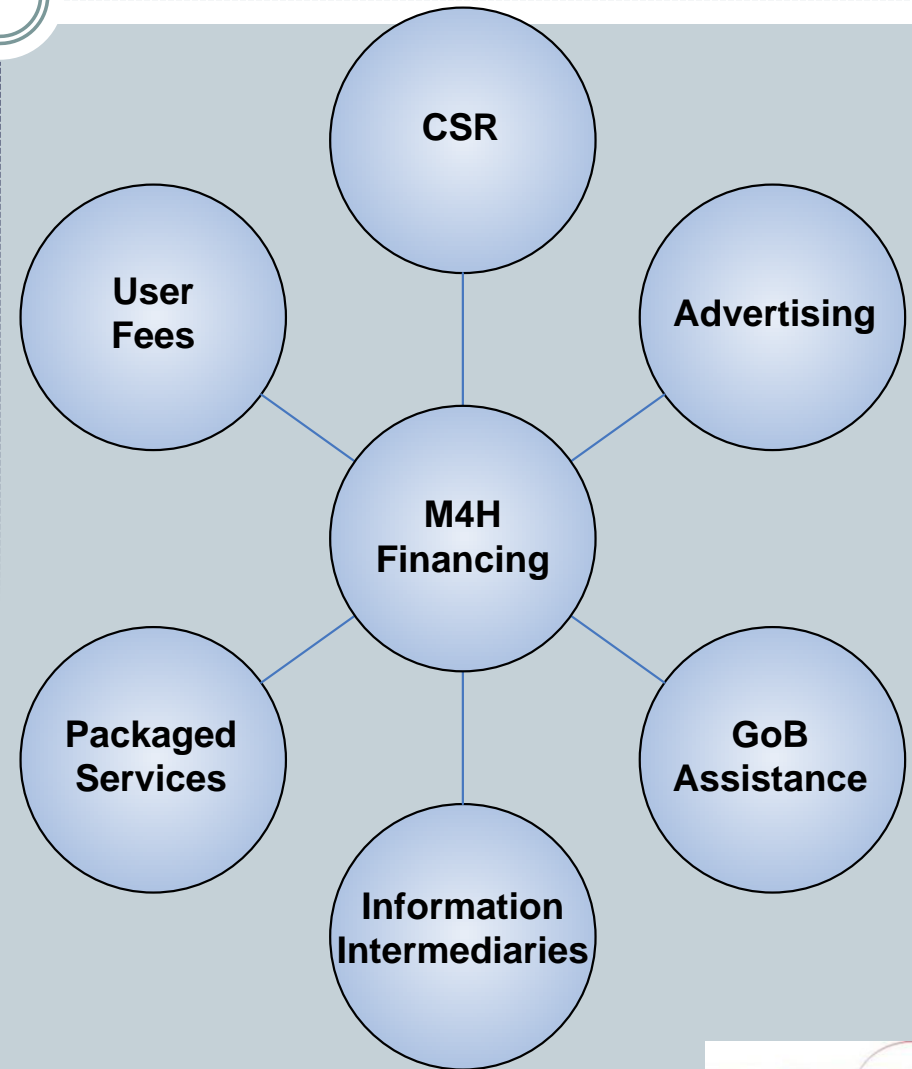 CSR
User
Fees
Advertising
M4H
Financing
Packaged
Services
GoB
Assistance
Information
Intermediaries